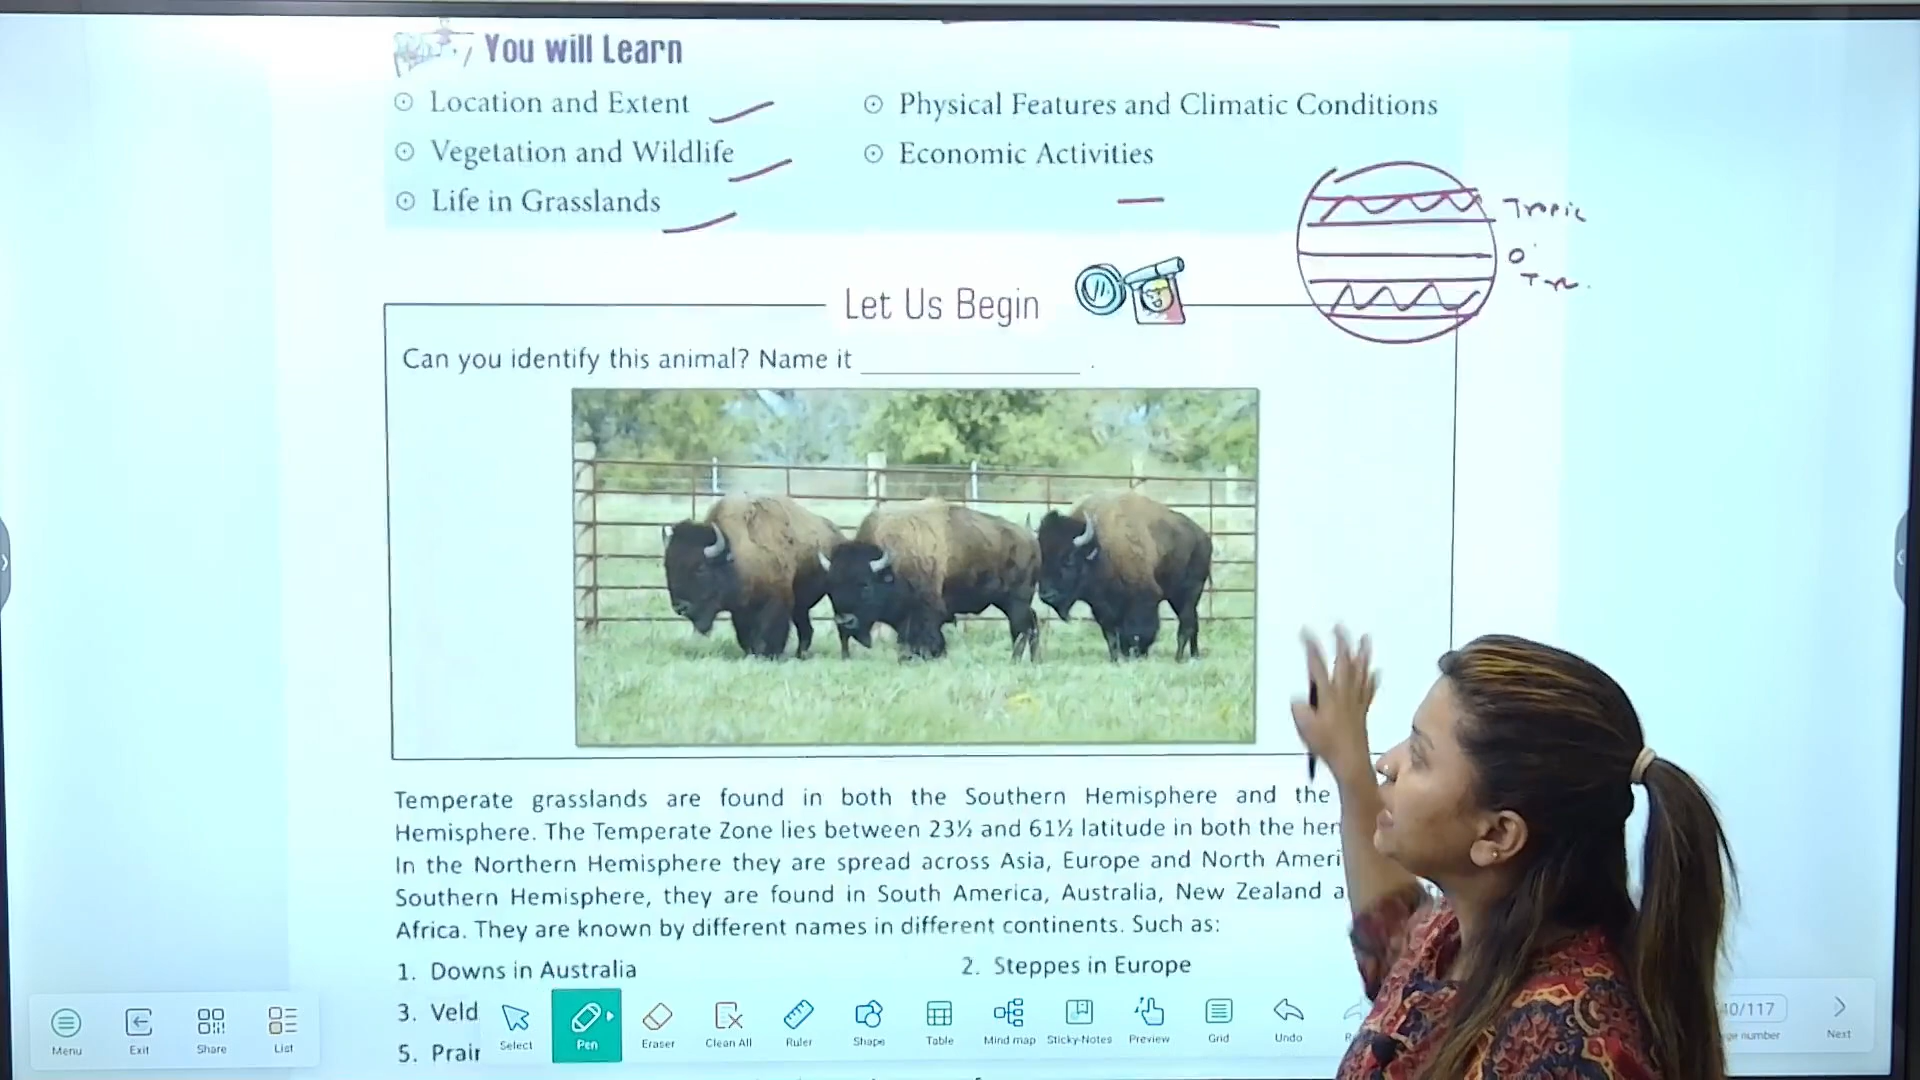 You will Learn
Location and Extent
Physical Features and Climatic Conditions
Vegetation and Wildlife
Economic Activities
Life in Grasslands
Tropic
0°
Let Us Begin
Can you identify this animal? Name it ____________ .
Temperate grasslands are found in both the Southern Hemisphere and the
Hemisphere. The Temperate Zone lies between 23½ and 61½ latitude in both the
In the Northern Hemisphere they are spread across Asia, Europe and North
Southern Hemisphere, they are found in South America, Australia, New Zealand
Africa. They are known by different names in different continents. Such as:
1. Downs in Australia
2. Steppes in Europe
3. Veld
5.
Menu
Exit
Share
List
Select
Pen
Eraser
Clean All
Ruler
Shape
Table
Mind map
Sticky-Notes
Preview
Grid
Undo
0/117
number
Next